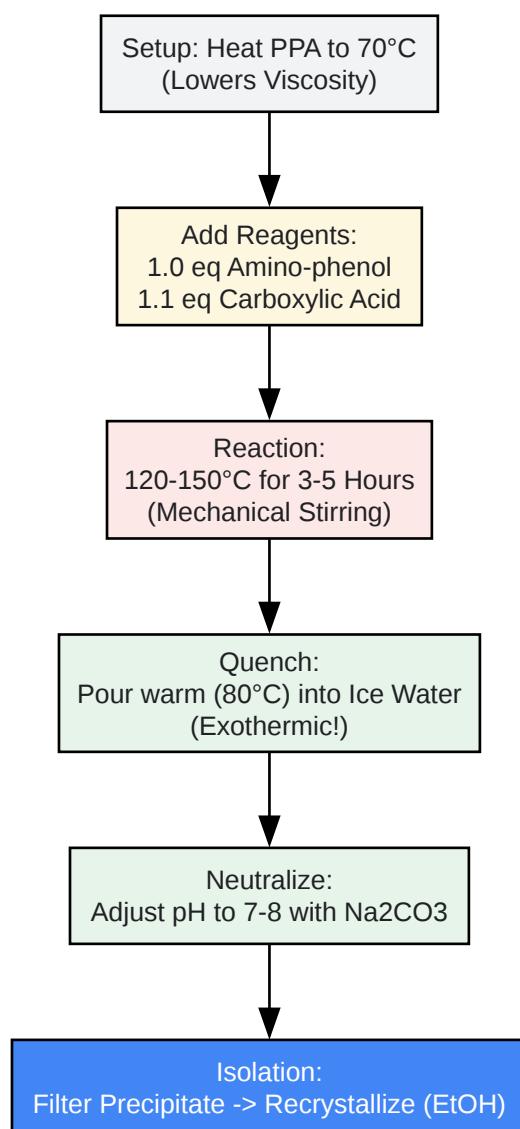 Setup: Heat PPA to 70°C
(Lowers Viscosity)
Add Reagents:
1.0 eq Amino-phenol
1.1 eq Carboxylic Acid
Reaction:
120-150°C for 3-5 Hours
(Mechanical Stirring)
Quench:
Pour warm (80°C) into Ice Water
(Exothermic!)
Neutralize:
Adjust pH to 7-8 with Na2CO3
Isolation:
Filter Precipitate -> Recrystallize (EtOH)